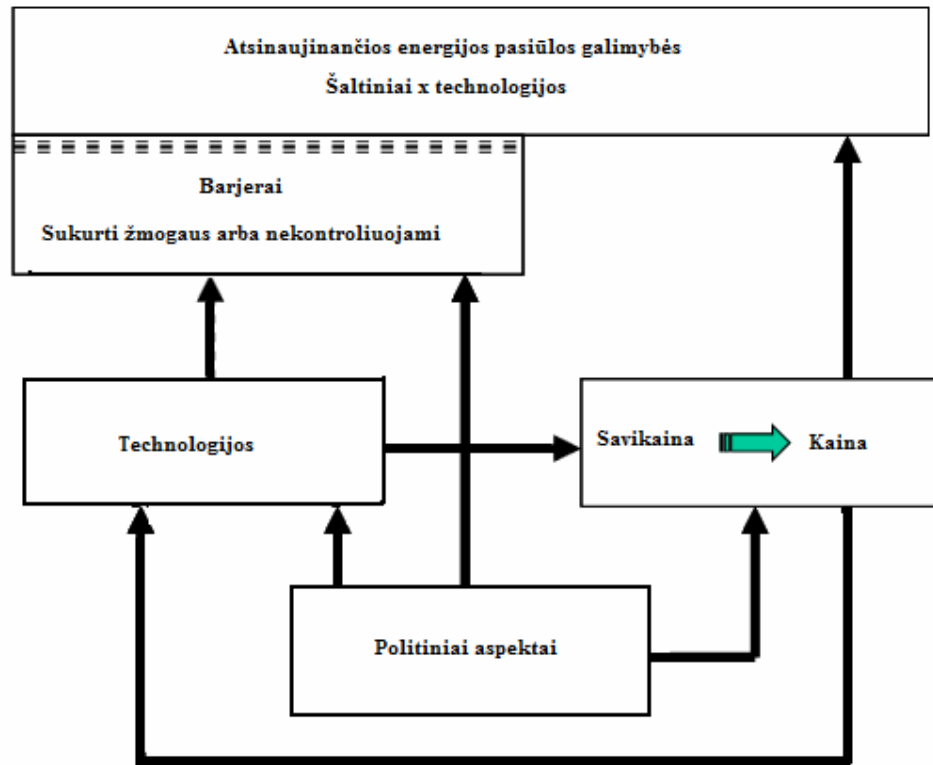 Atsinaujinančios energijos pasiūlos galimybės
Šaltiniai x technologijos
Barjerai
Sukurti žmogaus arba nekontroliuojami
Technologijos
Savikaina
Kaina
Politiniai aspektai